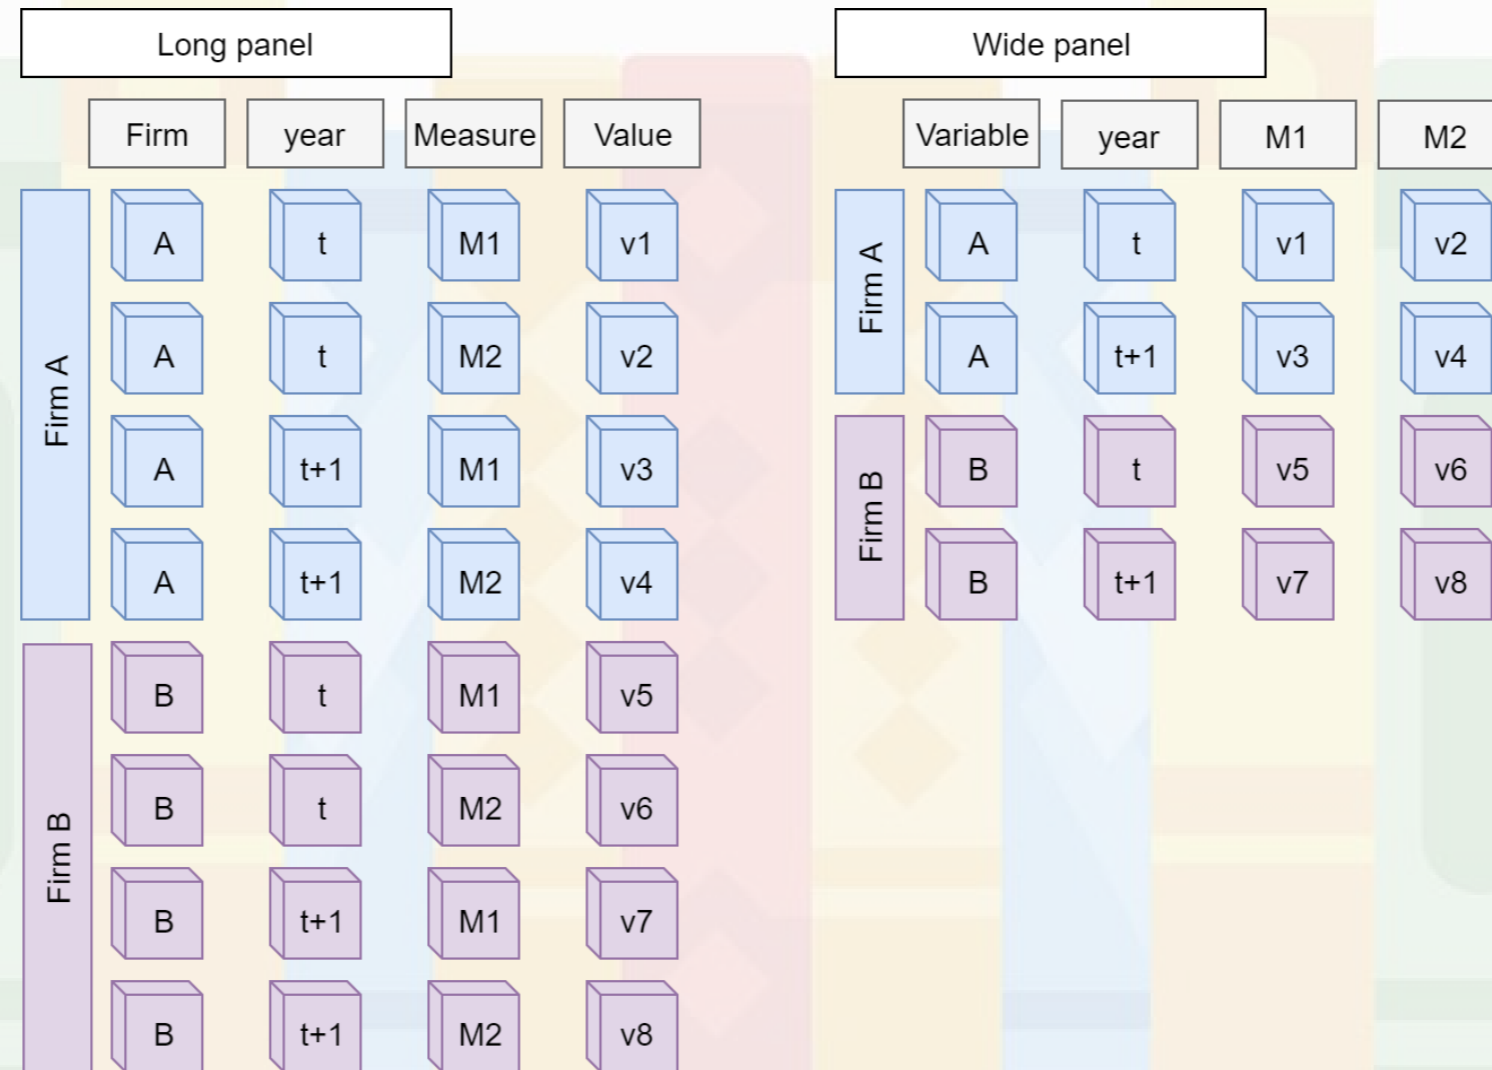 Long panel
Firm year Measure Value
Firm A
A t M1 v1
A t M2 v2
A t+1 M1 v3
A t+1 M2 v4
Firm B
B t M1 v5
B t M2 v6
B t+1 M1 v7
B t+1 M2 v8
Wide panel
Variable year M1 M2
Firm A
A t v1 v2
A t+1 v3 v4
Firm B
B t v5 v6
B t+1 v7 v8